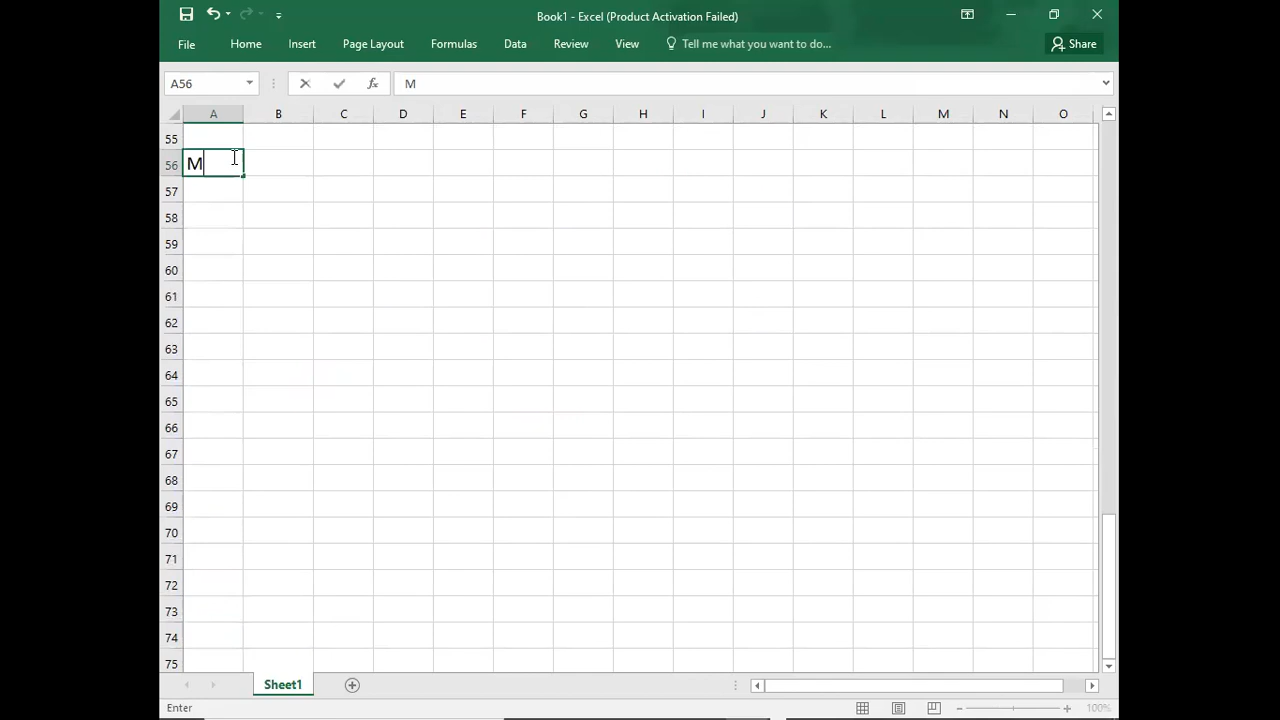 Book1 - Excel (Product Activation Failed)
File Home Insert Page Layout Formulas Data Review View Tell me what you want to do... Share
A56 fx M
A B C D E F G H I J K L M N O
55
56 M
57
58
59
60
61
62
63
64
65
66
67
68
69
70
71
72
73
74
75
Sheet1
Enter 100%